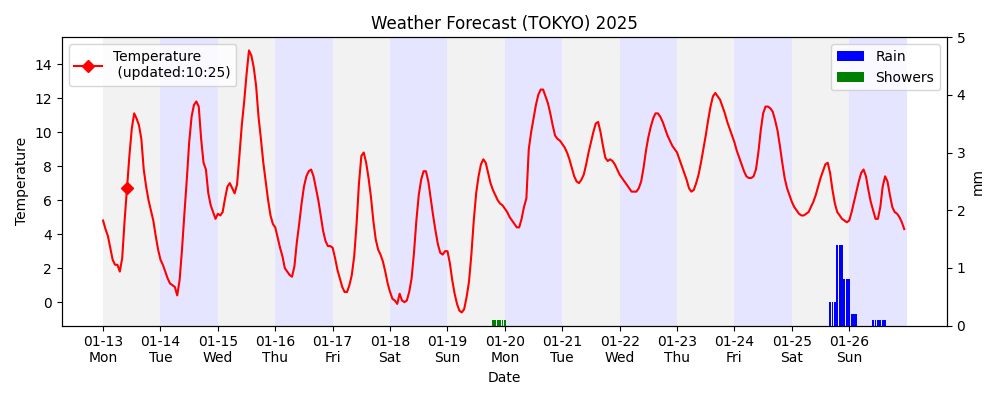 Weather Forecast (TOKYO) 2025
Temperature
(updated:10:25)
Rain
Showers
Temperature
14
12
10
8
6
4
2
0
5
4
3
2
1
0
mm
01-13 01-14 01-15 01-16 01-17 01-18 01-19 01-20 01-21 01-22 01-23 01-24 01-25 01-26
Mon Tue Wed Thu Fri Sat Sun Mon Tue Wed Thu Fri Sat Sun
Date